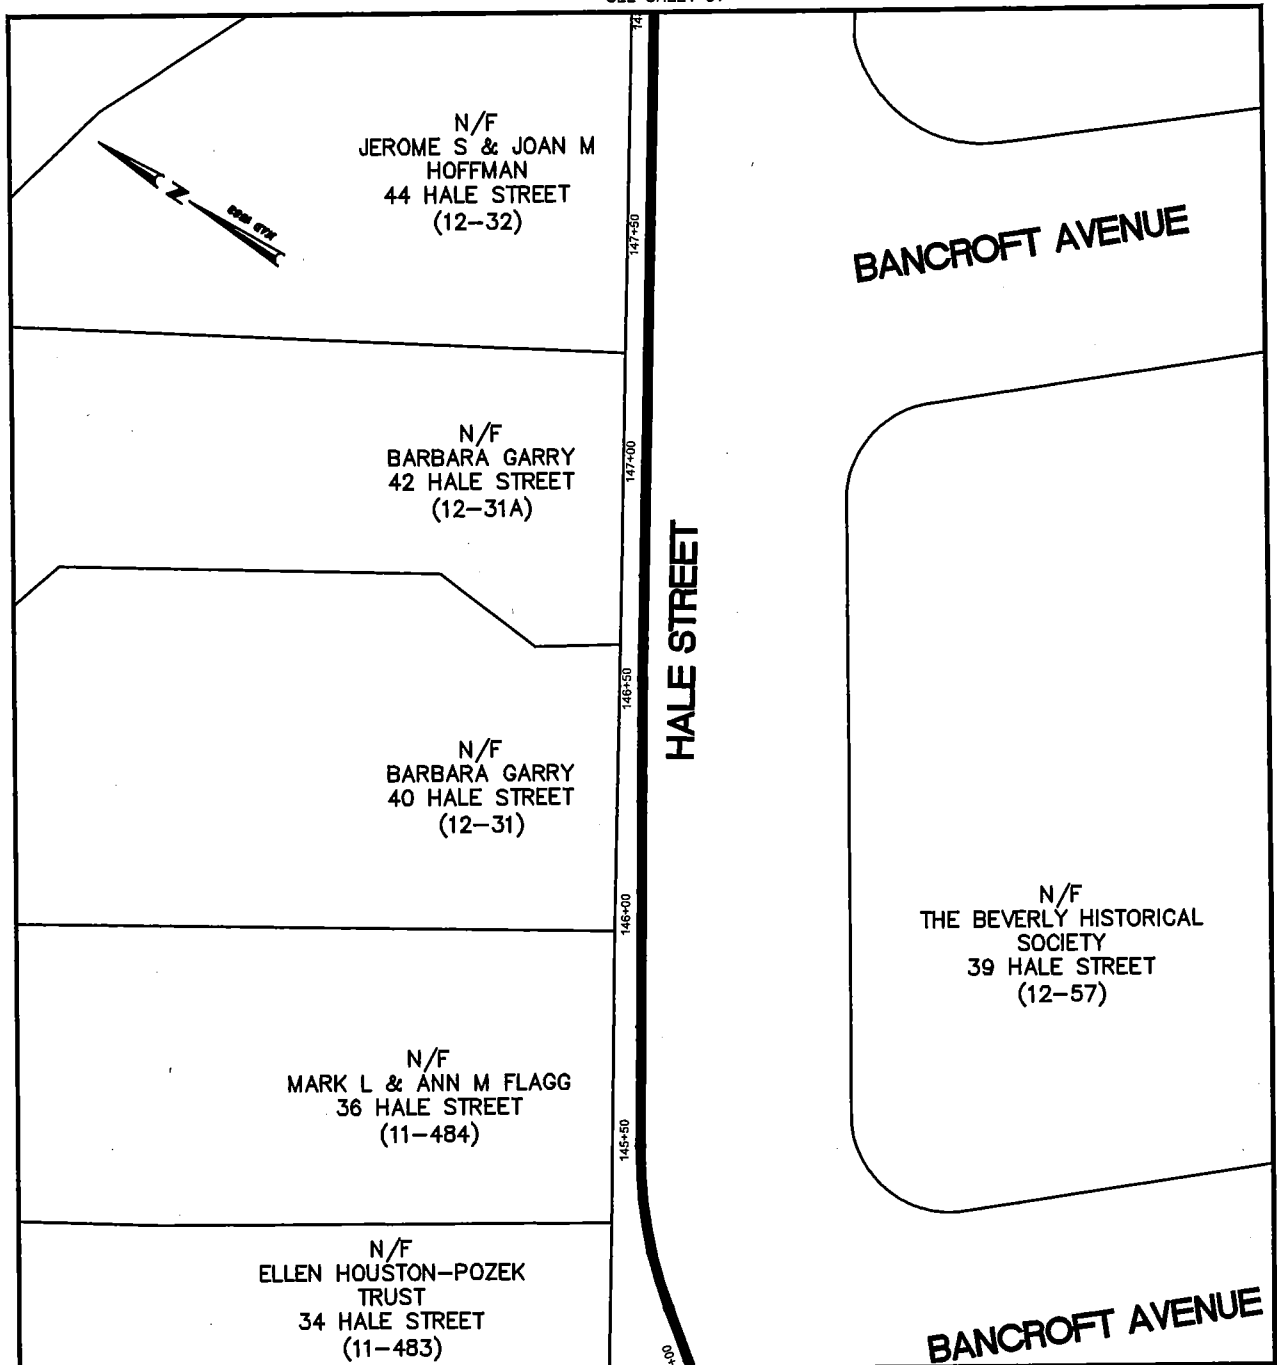 N/F
JEROME S & JOAN M
HOFFMAN
44 HALE STREET
(12-32)
N
147+50
BANCROFT AVENUE
N/F
BARBARA GARRY
42 HALE STREET
(12-31A)
147+00
HALE STREET
146+50
N/F
BARBARA GARRY
40 HALE STREET
(12-31)
146+00
N/F
THE BEVERLY HISTORICAL
SOCIETY
39 HALE STREET
(12-57)
N/F
MARK L & ANN M FLAGG
36 HALE STREET
(11-484)
145+50
N/F
ELLEN HOUSTON-POZEK
TRUST
34 HALE STREET
(11-483)
BANCROFT AVENUE